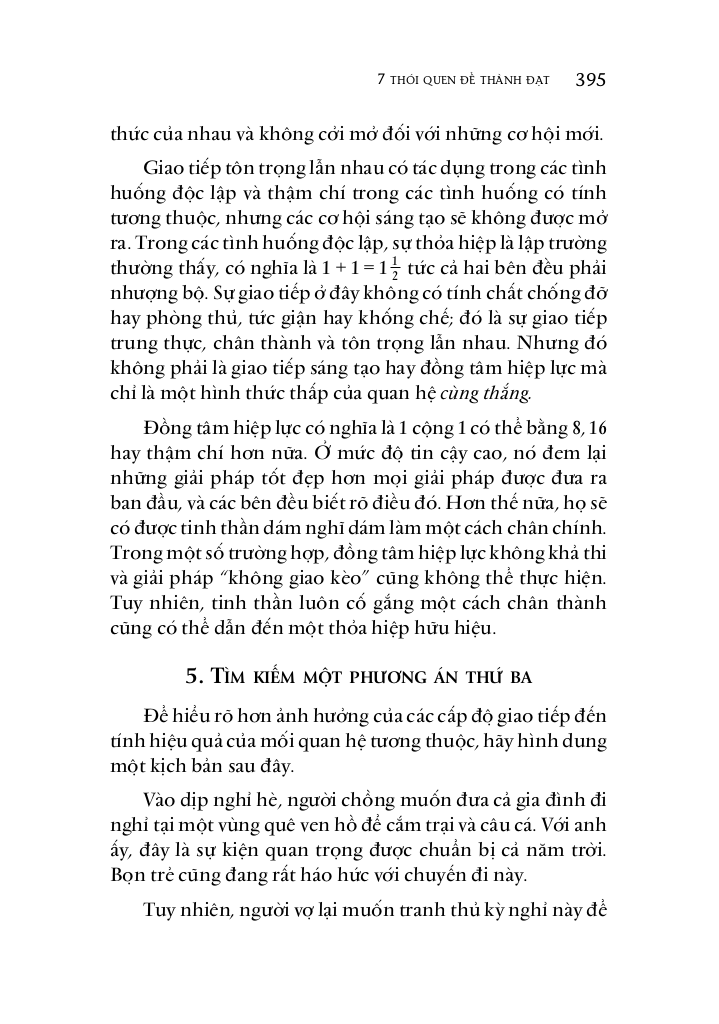 7 THÓI QUEN ĐỂ THÀNH ĐẠT 395
thức của nhau và không cởi mở đối với những cơ hội mới.
Giao tiếp tôn trọng lẫn nhau có tác dụng trong các tình
huống độc lập và thậm chí trong các tình huống có tính
tương thuộc, nhưng các cơ hội sáng tạo sẽ không được mở
ra. Trong các tình huống độc lập, sự thỏa hiệp là lập trường
thường thấy, có nghĩa là 1 + 1 = 1 1/2 tức cả hai bên đều phải
nhượng bộ. Sự giao tiếp ở đây không có tính chất chống đỡ
hay phòng thủ, tức giận hay khống chế; đó là sự giao tiếp
trung thực, chân thành và tôn trọng lẫn nhau. Nhưng đó
không phải là giao tiếp sáng tạo hay đồng tâm hiệp lực mà
chỉ là một hình thức thấp của quan hệ cùng thắng.
Đồng tâm hiệp lực có nghĩa là 1 cộng 1 có thể bằng 8, 16
hay thậm chí hơn nữa. Ở mức độ tin cậy cao, nó đem lại
những giải pháp tốt đẹp hơn mọi giải pháp được đưa ra
ban đầu, và các bên đều biết rõ điều đó. Hơn thế nữa, họ sẽ
có được tinh thần dám nghĩ dám làm một cách chân chính.
Trong một số trường hợp, đồng tâm hiệp lực không khả thi
và giải pháp “không giao kèo” cũng không thể thực hiện.
Tuy nhiên, tinh thần luôn cố gắng một cách chân thành
cũng có thể dẫn đến một thỏa hiệp hữu hiệu.
5. TÌM KIẾM MỘT PHƯƠNG ÁN THỨ BA
Để hiểu rõ hơn ảnh hưởng của các cấp độ giao tiếp đến
tính hiệu quả của mối quan hệ tương thuộc, hãy hình dung
một kịch bản sau đây.
Vào dịp nghỉ hè, người chồng muốn đưa cả gia đình đi
nghỉ tại một vùng quê ven hồ để cắm trại và câu cá. Với anh
ấy, đây là sự kiện quan trọng được chuẩn bị cả năm trời.
Bọn trẻ cũng đang rất háo hức với chuyến đi này.
Tuy nhiên, người vợ lại muốn tranh thủ kỳ nghỉ này để